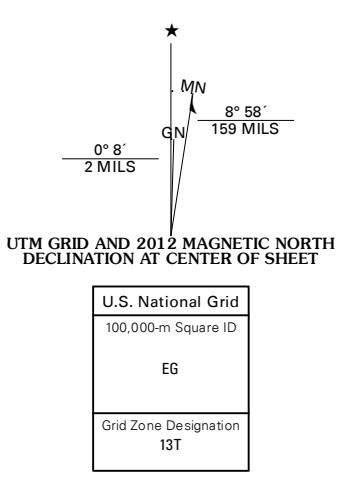 ★
MN
8° 58´
159 MILS
GN
0° 8´
2 MILS
UTM GRID AND 2012 MAGNETIC NORTH
DECLINATION AT CENTER OF SHEET
U.S. National Grid
100,000-m Square ID
EG
Grid Zone Designation
13T